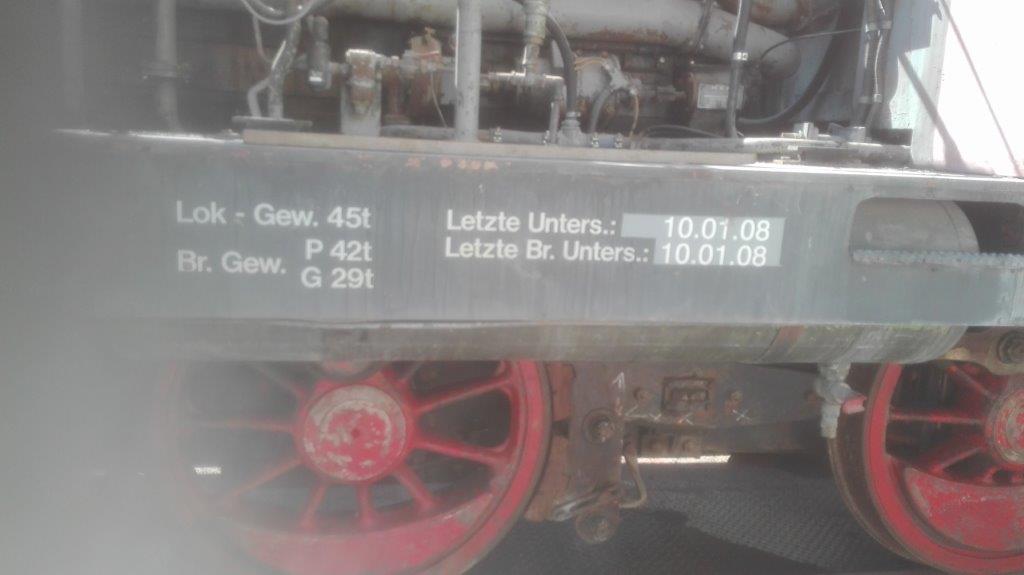 Lok - Gew. 45t
P 42t
Br. Gew.
G 29t
Letzte Unters.: 10.01.08
Letzte Br. Unters.: 10.01.08